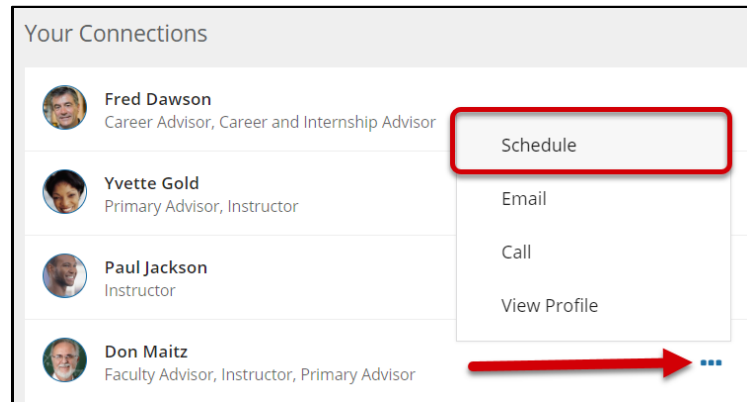 Your Connections
Fred Dawson
Career Advisor, Career and Internship Advisor
Schedule
Yvette Gold
Primary Advisor, Instructor
Email
Call
Paul Jackson
Instructor
View Profile
Don Maitz
Faculty Advisor, Instructor, Primary Advisor